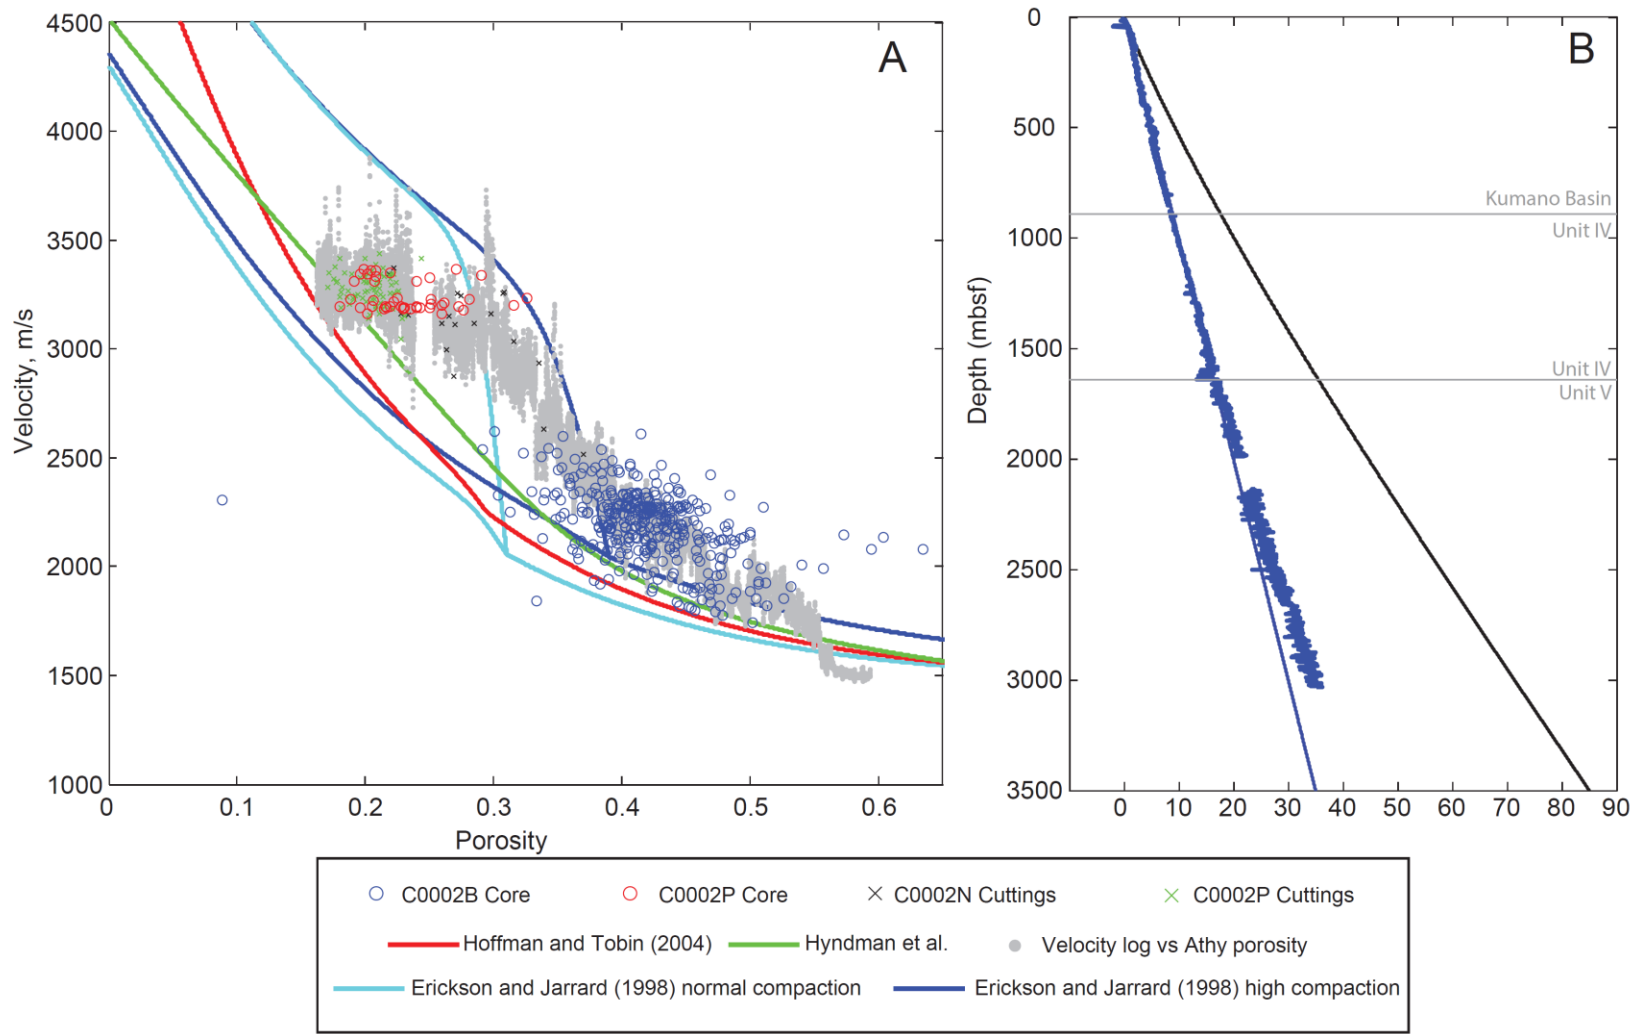 A
4500
4000
3500
3000
2500
2000
1500
1000
Velocity, m/s
0
0.1
0.2
0.3
0.4
0.5
0.6
Porosity
B
0
500
1000
1500
2000
2500
3000
3500
Depth (mbsf)
Kumano Basin
Unit IV
Unit IV
Unit V
0
10
20
30
40
50
60
70
80
90
C0002B Core
C0002P Core
C0002N Cuttings
C0002P Cuttings
Hoffman and Tobin (2004)
Hyndman et al.
Velocity log vs Athy porosity
Erickson and Jarrard (1998) normal compaction
Erickson and Jarrard (1998) high compaction